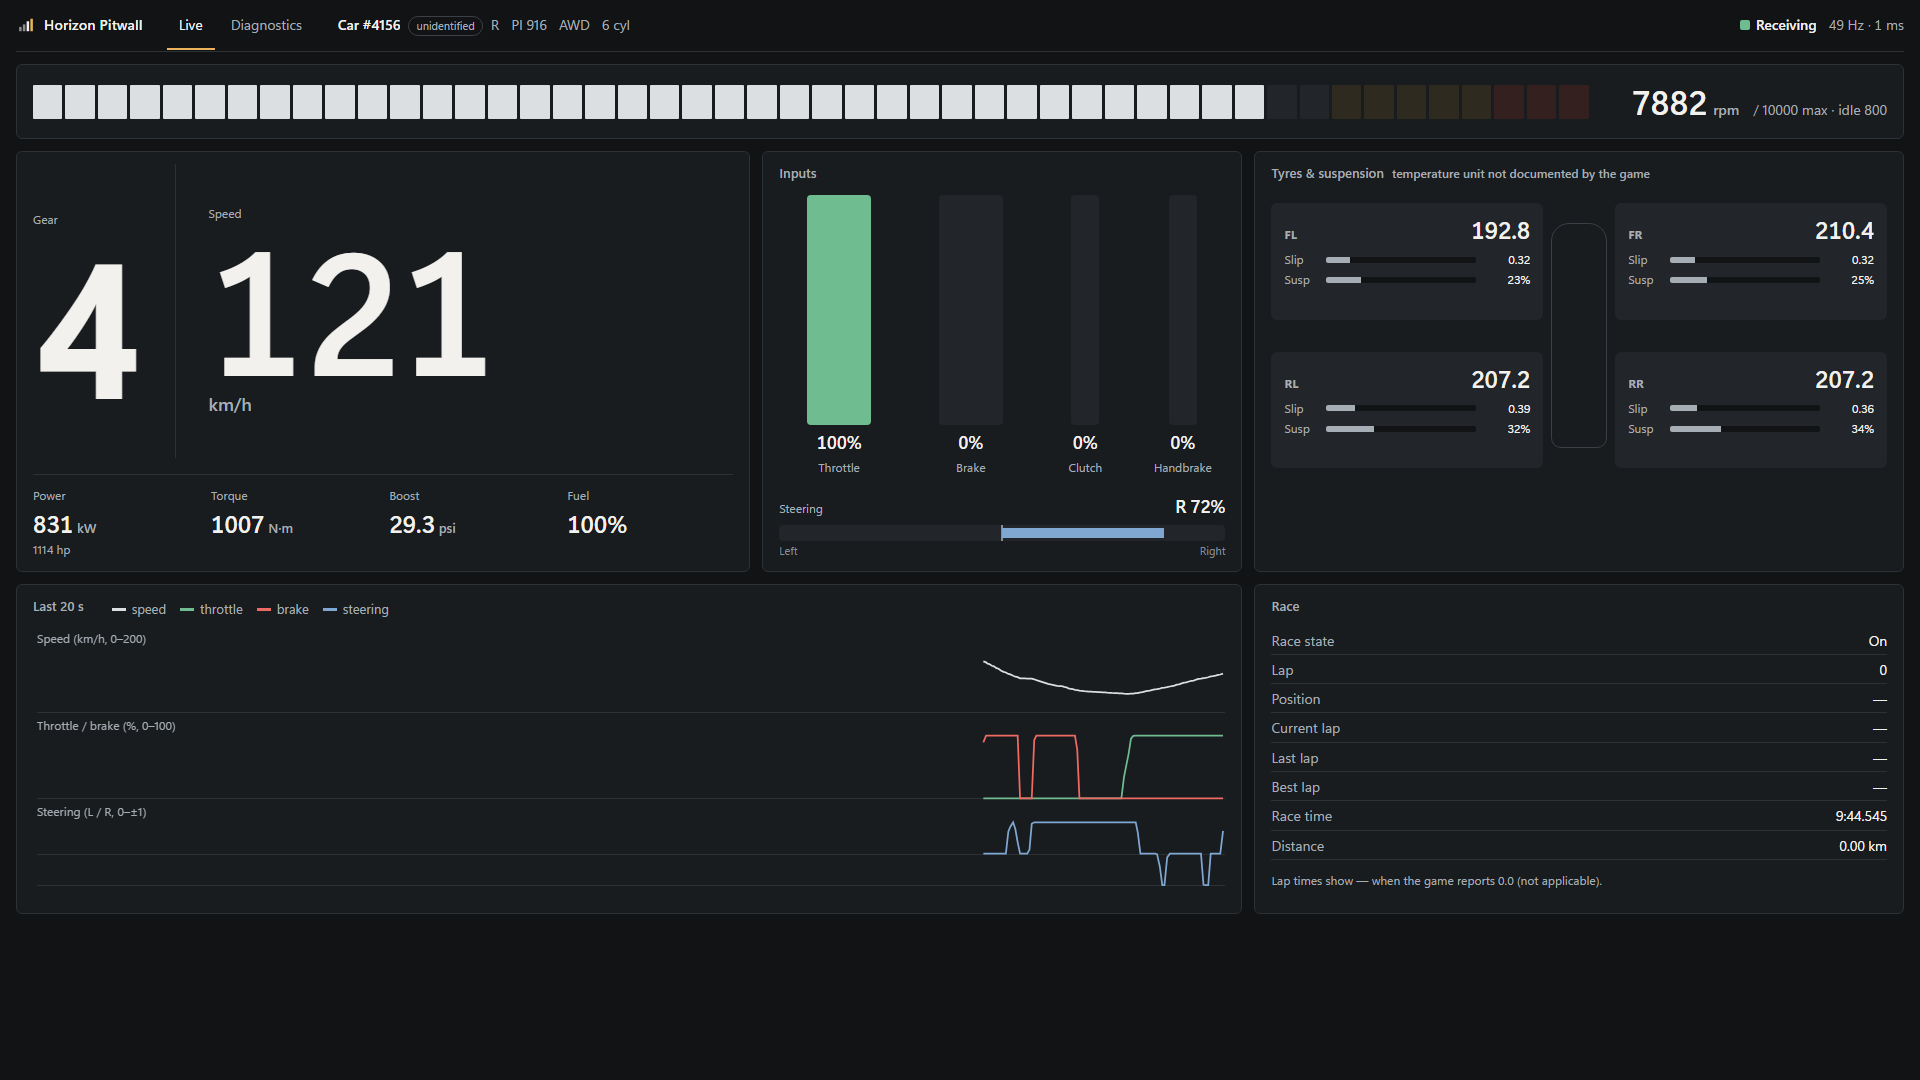 Horizon Pitwall Live Diagnostics Car #4156 unidentified R PI 916 AWD 6 cyl Receiving 49 Hz · 1 ms
7882 rpm / 10000 max · idle 800
Gear
4
Speed
121
km/h
Power
831 kW
1114 hp
Torque
1007 N·m
Boost
29.3 psi
Fuel
100%
Inputs
100%
Throttle
0%
Brake
0%
Clutch
0%
Handbrake
Steering R 72%
Left Right
Tyres & suspension temperature unit not documented by the game
FL 192.8
Slip 0.32
Susp 23%
FR 210.4
Slip 0.32
Susp 25%
RL 207.2
Slip 0.39
Susp 32%
RR 207.2
Slip 0.36
Susp 34%
Last 20 s speed throttle brake steering
Speed (km/h, 0–200)
Throttle / brake (%, 0–100)
Steering (L / R, 0–±1)
Race
Race state On
Lap 0
Position —
Current lap —
Last lap —
Best lap —
Race time 9:44.545
Distance 0.00 km
Lap times show — when the game reports 0.0 (not applicable).